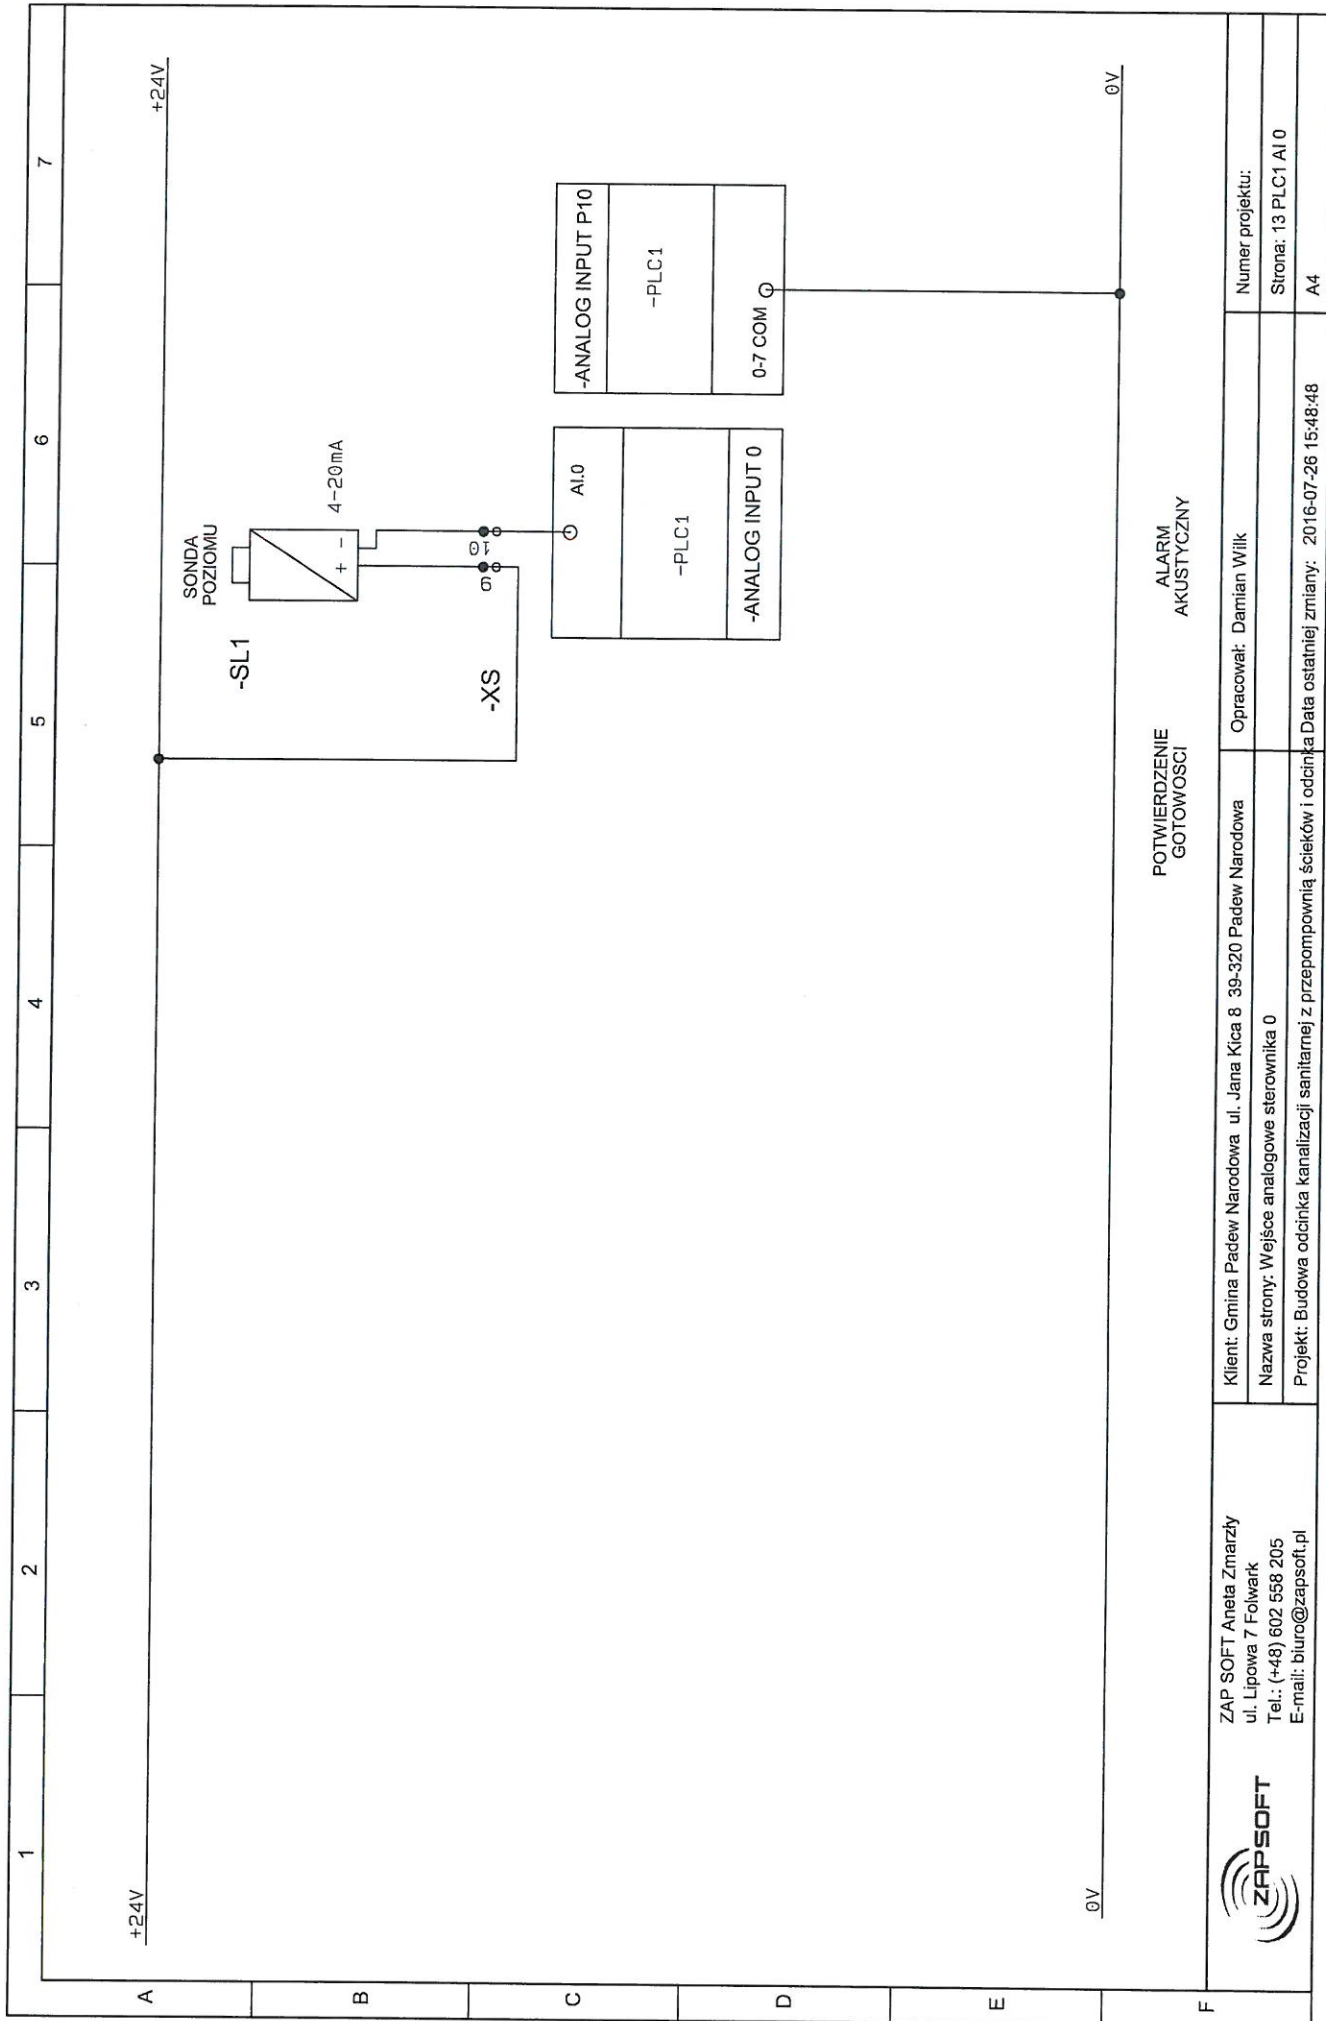 1 2 3 4 5 6 7
A
B
C
D
E
F
+24V
+24V
SONDA
POZIOMU
-SL1
+ -
4-20mA
-XS
9 10
AI.0
-PLC1
-ANALOG INPUT 0
-ANALOG INPUT P10
-PLC1
0-7 COM
0V
0V
POTWIERDZENIE
GOTOWOSCI
ALARM
AKUSTYCZNY
ZAPSOFT
ZAP SOFT Aneta Zmarzły
ul. Lipowa 7 Folwark
Tel.: (+48) 602 558 205
E-mail: biuro@zapsoft.pl
Klient: Gmina Padew Narodowa ul. Jana Kica 8 39-320 Padew Narodowa
Opracował: Damian Wilk
Numer projektu:
Nazwa strony: Wejśce analogowe sterownika 0
Strona: 13 PLC1 AI 0
Projekt: Budowa odcinka kanalizacji sanitarnej z przepompownią ścieków i odcinka
Data ostatniej zmiany: 2016-07-26 15:48:48
A4